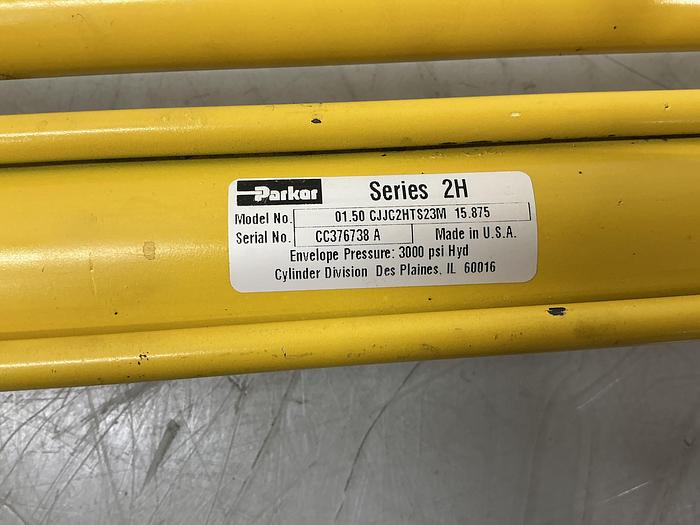 Parker Series 2H
Model No. 01.50 CJJC2HTS23M 15.875
Serial No. CC376738 A Made in U.S.A.
Envelope Pressure: 3000 psi Hyd
Cylinder Division Des Plaines, IL 60016